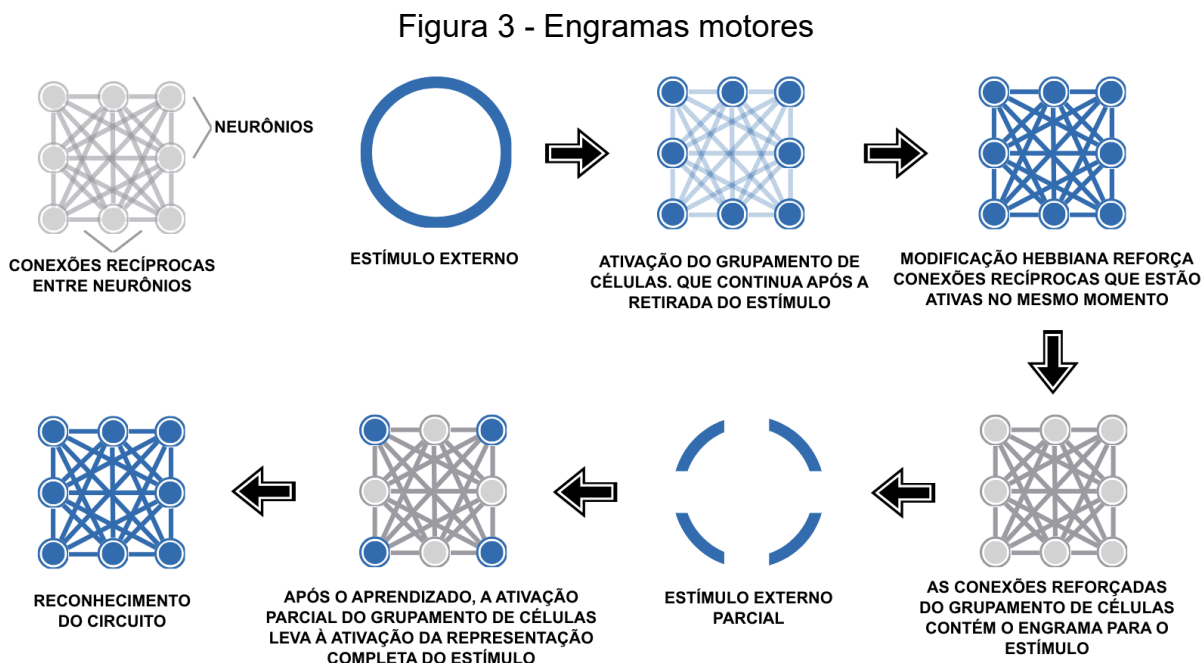 Figura 3 - Engramas motores
NEURÔNIOS
CONEXÕES RECÍPROCAS
ENTRE NEURÔNIOS
ESTÍMULO EXTERNO
ATIVAÇÃO DO GRUPAMENTO DE
CÉLULAS. QUE CONTINUA APÓS A
RETIRADA DO ESTÍMULO
MODIFICAÇÃO HEBBIANA REFORÇA
CONEXÕES RECÍPROCAS QUE ESTÃO
ATIVAS NO MESMO MOMENTO
AS CONEXÕES REFORÇADAS
DO GRUPAMENTO DE CÉLULAS
CONTÉM O ENGRAMA PARA O
ESTÍMULO
ESTÍMULO EXTERNO
PARCIAL
APÓS O APRENDIZADO, A ATIVAÇÃO
PARCIAL DO GRUPAMENTO DE CÉLULAS
LEVA À ATIVAÇÃO DA REPRESENTAÇÃO
COMPLETA DO ESTÍMULO
RECONHECIMENTO
DO CIRCUITO